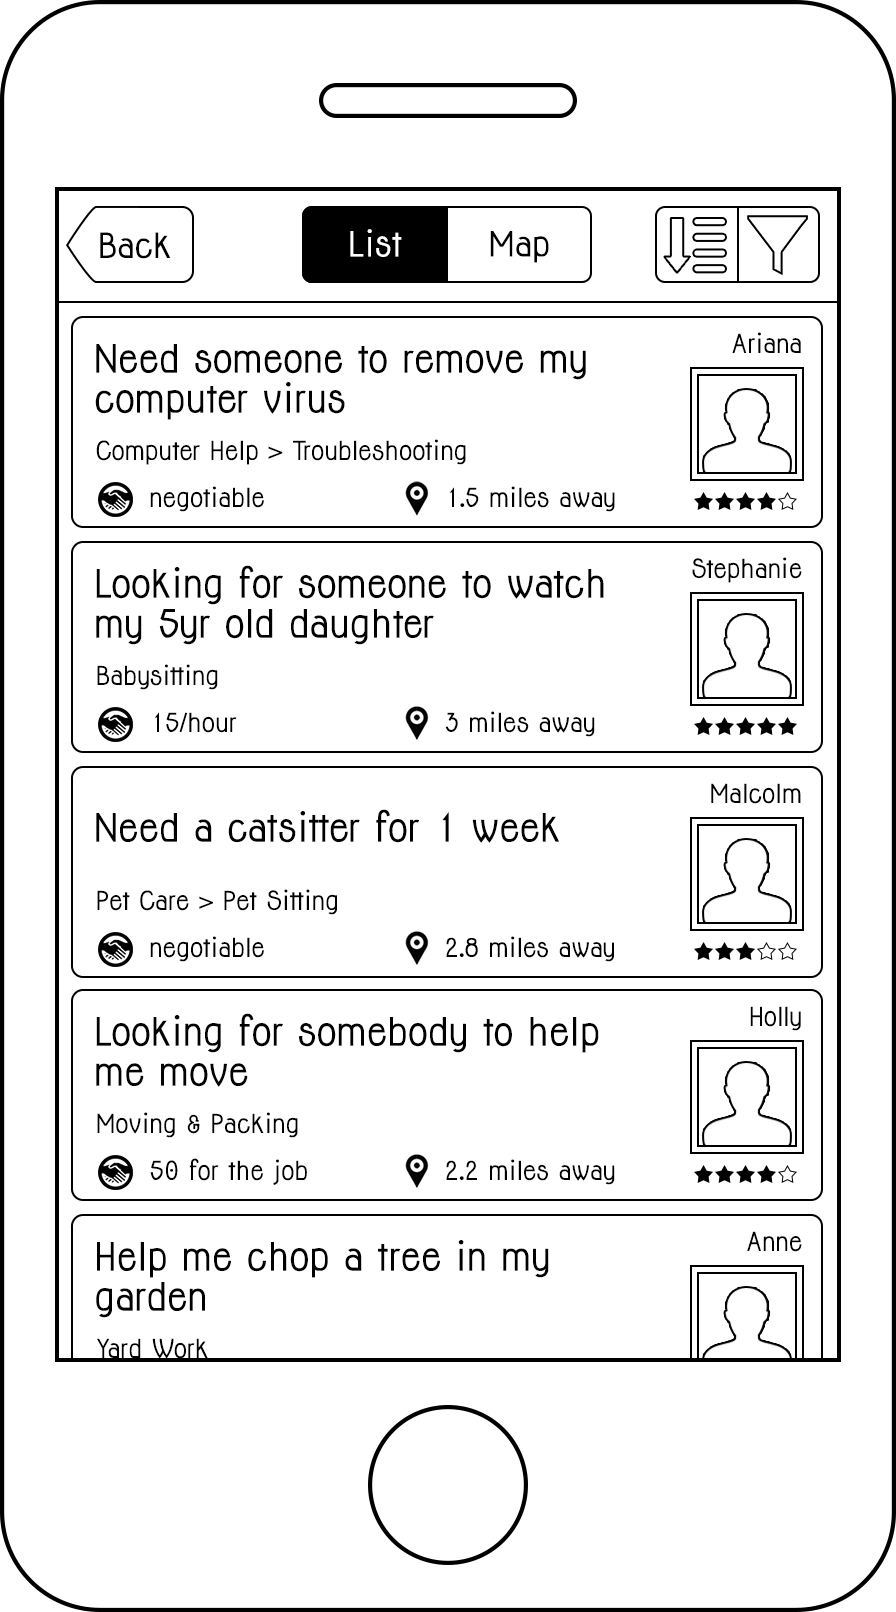 Back
List
Map
Ariana
Need someone to remove my
computer virus
Computer Help > Troubleshooting
negotiable
1.5 miles away
Stephanie
Looking for someone to watch
my 5yr old daughter
Babysitting
15/hour
3 miles away
Malcolm
Need a catsitter for 1 week
Pet Care > Pet Sitting
negotiable
2.8 miles away
Holly
Looking for somebody to help
me move
Moving & Packing
50 for the job
2.2 miles away
Anne
Help me chop a tree in my
garden
Yard Work